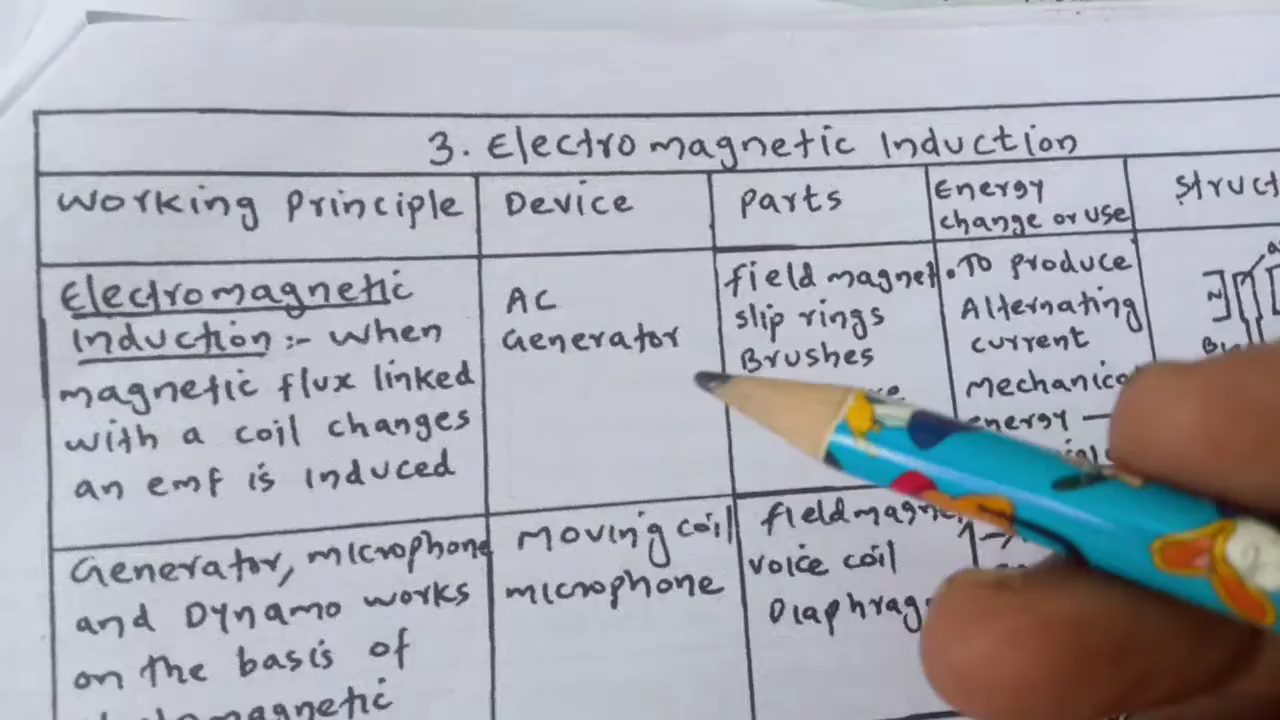 3. Electromagnetic Induction
Working Principle
Device
Parts
Energy
change or use
Electromagnetic
Induction :- When
magnetic flux linked
with a coil changes
an emf is induced
AC
Generator
field magnet
slip rings
Brushes
• To produce
Alternating
current
mechanical
energy
N
Generator, microphone
and Dynamo works
on the basis of
moving coil
microphone
field magnet
voice coil